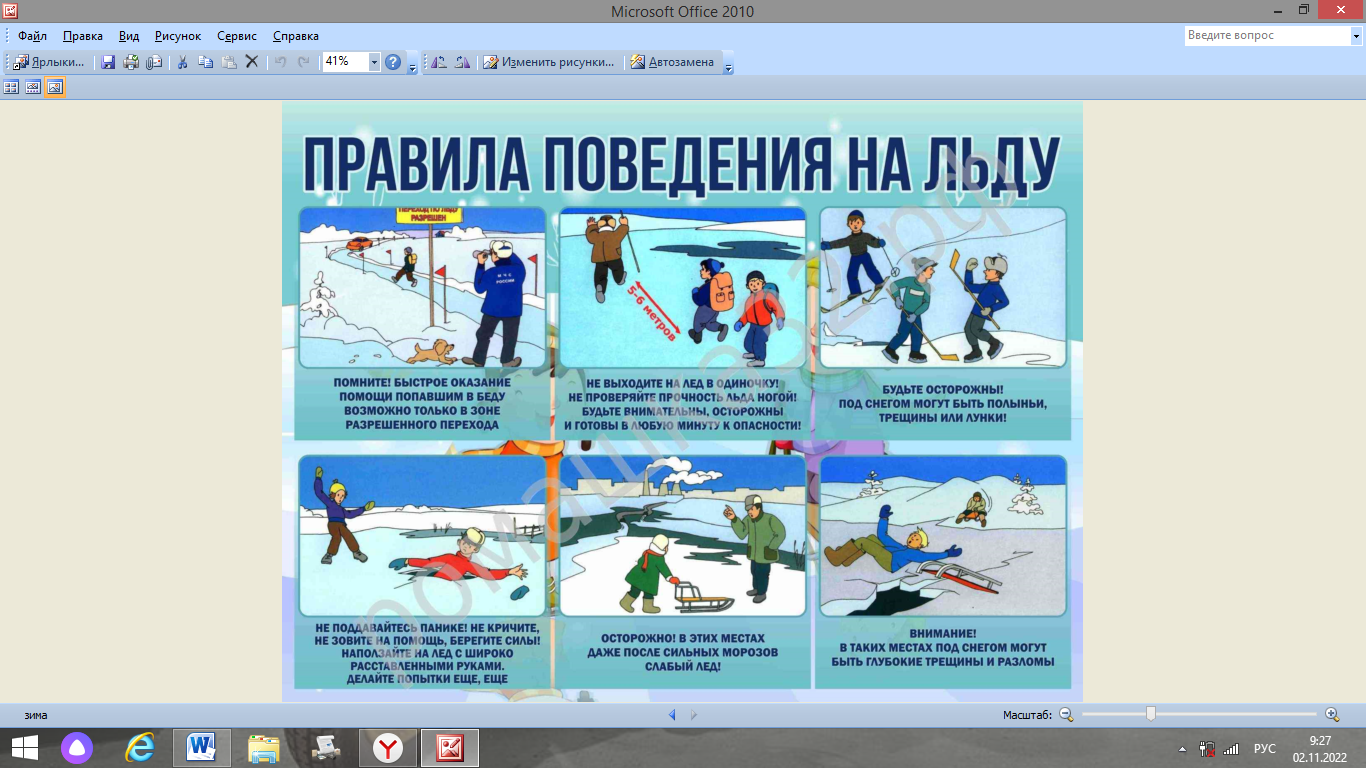 Microsoft Office 2010
Файл Правка Вид Рисунок Сервис Справка
Введите вопрос
Ярлыки... 41% Изменить рисунки... Автозамена
ПРАВИЛА ПОВЕДЕНИЯ НА ЛЬДУ
ПЕРЕХОД ПО ЛЬДУ
РАЗРЕШЕН
МЧС
РОССИИ
5-6 метров
ПОМНИТЕ! БЫСТРОЕ ОКАЗАНИЕ
ПОМОЩИ ПОПАВШИМ В БЕДУ
ВОЗМОЖНО ТОЛЬКО В ЗОНЕ
РАЗРЕШЕННОГО ПЕРЕХОДА
НЕ ВЫХОДИТЕ НА ЛЕД В ОДИНОЧКУ!
НЕ ПРОВЕРЯЙТЕ ПРОЧНОСТЬ ЛЬДА НОГОЙ!
БУДЬТЕ ВНИМАТЕЛЬНЫ, ОСТОРОЖНЫ
И ГОТОВЫ В ЛЮБУЮ МИНУТУ К ОПАСНОСТИ!
БУДЬТЕ ОСТОРОЖНЫ!
ПОД СНЕГОМ МОГУТ БЫТЬ ПОЛЫНЬИ,
ТРЕЩИНЫ ИЛИ ЛУНКИ!
НЕ ПОДДАВАЙТЕСЬ ПАНИКЕ! НЕ КРИЧИТЕ,
НЕ ЗОВИТЕ НА ПОМОЩЬ, БЕРЕГИТЕ СИЛЫ!
НАПОЛЗАЙТЕ НА ЛЕД С ШИРОКО
РАССТАВЛЕННЫМИ РУКАМИ.
ДЕЛАЙТЕ ПОПЫТКИ ЕЩЕ, ЕЩЕ
ОСТОРОЖНО! В ЭТИХ МЕСТАХ
ДАЖЕ ПОСЛЕ СИЛЬНЫХ МОРОЗОВ
СЛАБЫЙ ЛЕД!
ВНИМАНИЕ!
В ТАКИХ МЕСТАХ ПОД СНЕГОМ МОГУТ
БЫТЬ ГЛУБОКИЕ ТРЕЩИНЫ И РАЗЛОМЫ
ромашка32.рф
зима
Масштаб:
РУС
9:27
02.11.2022